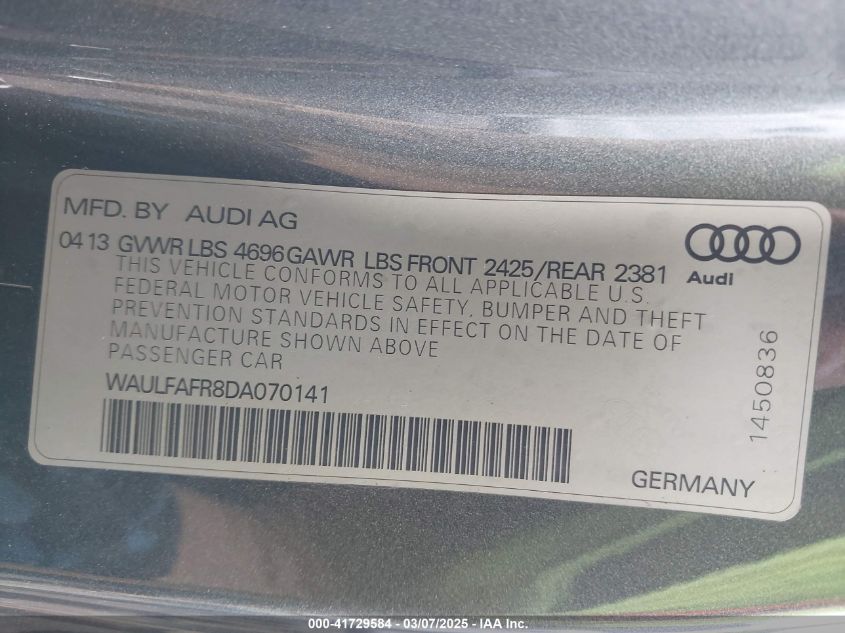 MFD. BY AUDI AG
04 13 GVWR LBS 4696 GAWR LBS FRONT 2425/REAR 2381
Audi
THIS VEHICLE CONFORMS TO ALL APPLICABLE U.S.
FEDERAL MOTOR VEHICLE SAFETY, BUMPER AND THEFT
PREVENTION STANDARDS IN EFFECT ON THE DATE OF
MANUFACTURE SHOWN ABOVE
PASSENGER CAR
WAULFAFR8DA070141
1450836
GERMANY
000-41729584 - 03/07/2025 - IAA Inc.